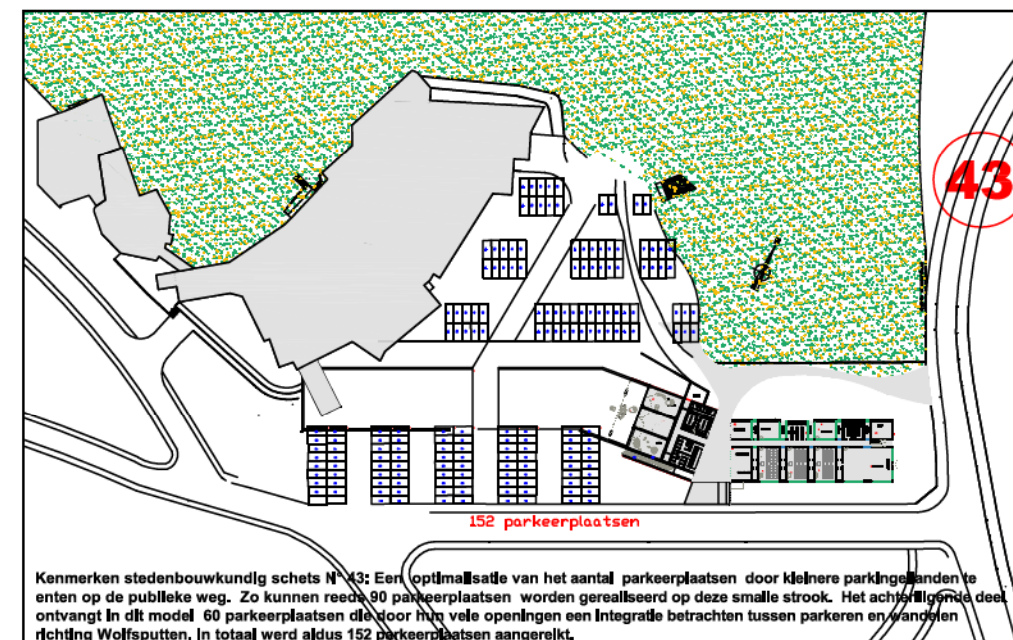 43
152 parkeerplaatsen
Kenmerken stedenbouwkundig schets N° 43: Een optimalisatie van het aantal parkeerplaatsen door kleinere parkingeilanden te
enten op de publieke weg. Zo kunnen reeds 90 parkeerplaatsen worden gerealiseerd op deze smalle strook. Het achterliggende deel
ontvangt in dit model 60 parkeerplaatsen die door hun vele openingen een integratie betrachten tussen parkeren en wandelen
richting Wolfsputten. In totaal werd aldus 152 parkeerplaatsen aangereikt.